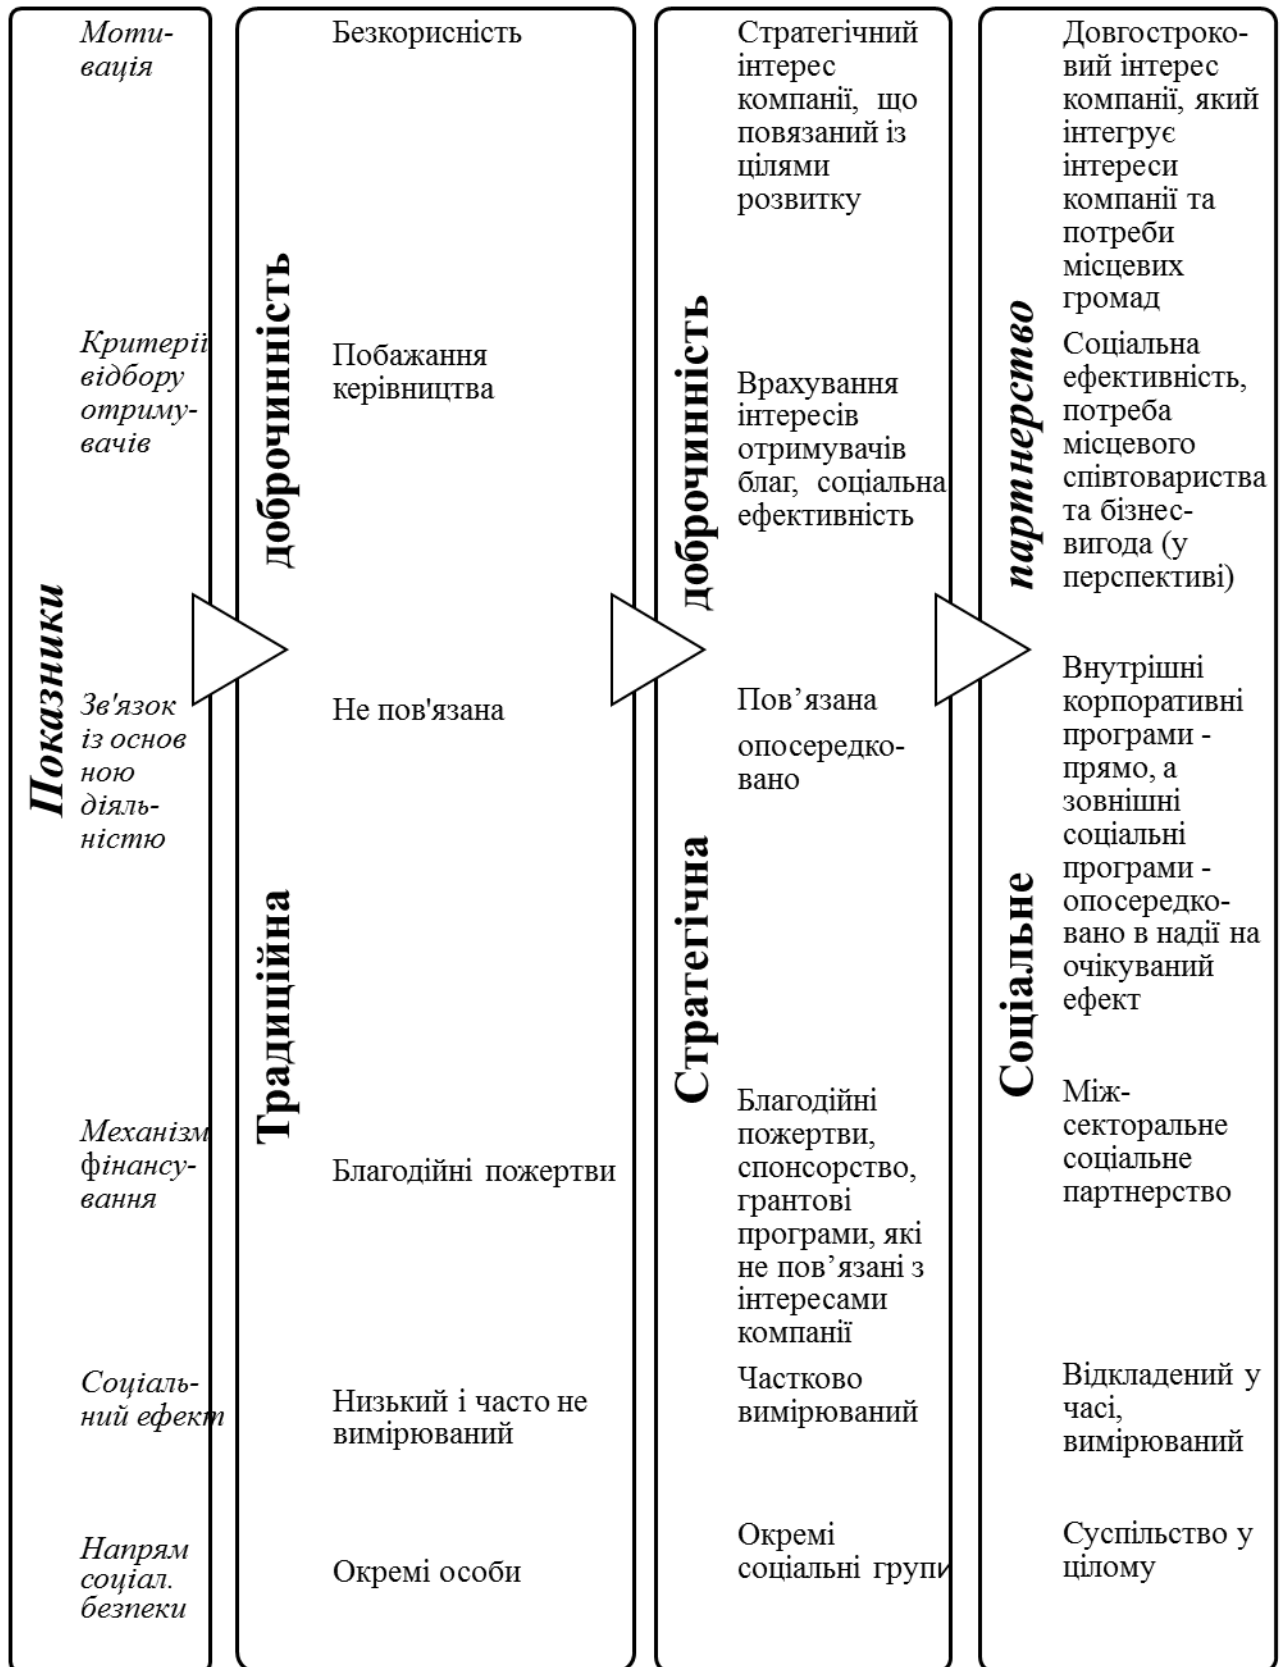 Показники
Моти-
вація
Критерії
відбору
отриму-
вачів
Зв'язок
із основ
ною
діяль-
ністю
Механізм
фінансу-
вання
Соціаль-
ний ефект
Напрям
соціал.
безпеки
Традиційна доброчинність
Безкорисність
Побажання
керівництва
Не пов'язана
Благодійні пожертви
Низький і часто не
вимірюваний
Окремі особи
Стратегічна доброчинність
Стратегічний
інтерес
компанії, що
повязаний із
цілями
розвитку
Врахування
інтересів
отримувачів
благ, соціальна
ефективність
Пов’язана
опосередко-
вано
Благодійні
пожертви,
спонсорство,
грантові
програми, які
не пов’язані з
інтересами
компанії
Частково
вимірюваний
Окремі
соціальні групи
Соціальне партнерство
Довгостроко-
вий інтерес
компанії, який
інтегрує
інтереси
компанії та
потреби
місцевих
громад
Соціальна
ефективність,
потреба
місцевого
співтовариства
та бізнес-
вигода (у
перспективі)
Внутрішні
корпоративні
програми -
прямо, а
зовнішні
соціальні
програми -
опосередко-
вано в надії на
очікуваний
ефект
Між-
секторальне
соціальне
партнерство
Відкладений у
часі,
вимірюваний
Суспільство у
цілому